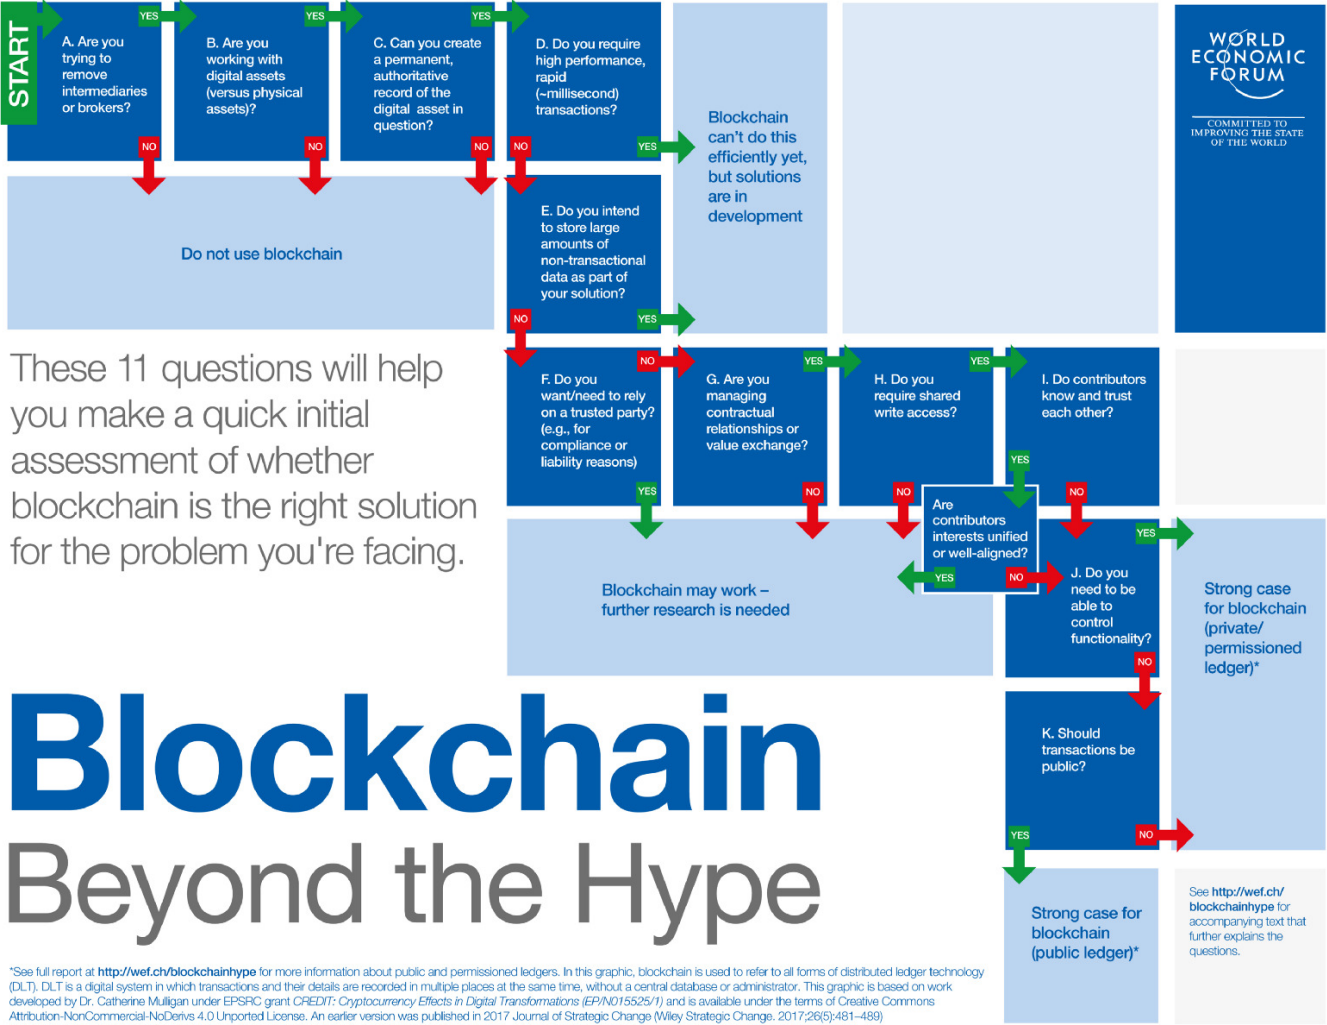 START
A. Are you
trying to
remove
intermediaries
or brokers?
YES
NO
B. Are you
working with
digital assets
(versus physical
assets)?
YES
NO
C. Can you create
a permanent,
authoritative
record of the
digital asset in
question?
YES
NO
D. Do you require
high performance,
rapid
(~millisecond)
transactions?
NO
YES
Blockchain
can't do this
efficiently yet,
but solutions
are in
development
WORLD
ECONOMIC
FORUM
COMMITTED TO
IMPROVING THE STATE
OF THE WORLD
Do not use blockchain
E. Do you intend
to store large
amounts of
non-transactional
data as part of
your solution?
NO
YES
These 11 questions will help
you make a quick initial
assessment of whether
blockchain is the right solution
for the problem you're facing.
F. Do you
want/need to rely
on a trusted party?
(e.g., for
compliance or
liability reasons)
NO
YES
G. Are you
managing
contractual
relationships or
value exchange?
YES
NO
H. Do you
require shared
write access?
YES
NO
I. Do contributors
know and trust
each other?
YES
NO
Are
contributors
interests unified
or well-aligned?
YES
NO
Blockchain may work –
further research is needed
J. Do you
need to be
able to
control
functionality?
YES
NO
Strong case
for blockchain
(private/
permissioned
ledger)*
K. Should
transactions be
public?
YES
NO
Strong case for
blockchain
(public ledger)*
See http://wef.ch/
blockchainhype for
accompanying text that
further explains the
questions.
Blockchain
Beyond the Hype
*See full report at http://wef.ch/blockchainhype for more information about public and permissioned ledgers. In this graphic, blockchain is used to refer to all forms of distributed ledger technology
(DLT). DLT is a digital system in which transactions and their details are recorded in multiple places at the same time, without a central database or administrator. This graphic is based on work
developed by Dr. Catherine Mulligan under EPSRC grant CREDIT: Cryptocurrency Effects in Digital Transformations (EP/N015525/1) and is available under the terms of Creative Commons
Attribution-NonCommercial-NoDerivs 4.0 Unported License. An earlier version was published in 2017 Journal of Strategic Change (Wiley Strategic Change. 2017;26(5):481–489)